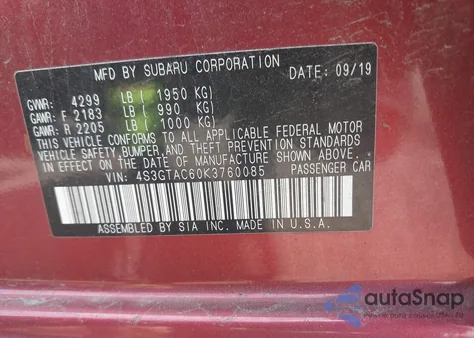 MFD BY SUBARU CORPORATION DATE: 09/19
GVWR: 4299 LB ( 1950 KG)
GAWR: F 2183 LB ( 990 KG)
GAWR: R 2205 LB ( 1000 KG)
THIS VEHICLE CONFORMS TO ALL APPLICABLE FEDERAL MOTOR
VEHICLE SAFETY, BUMPER, AND THEFT PREVENTION STANDARDS
IN EFFECT ON THE DATE OF MANUFACTURE SHOWN ABOVE.
VIN: 4S3GTAC60K3760085 PASSENGER CAR
ASSEMBLED BY SIA INC. MADE IN U.S.A.
autoSnap